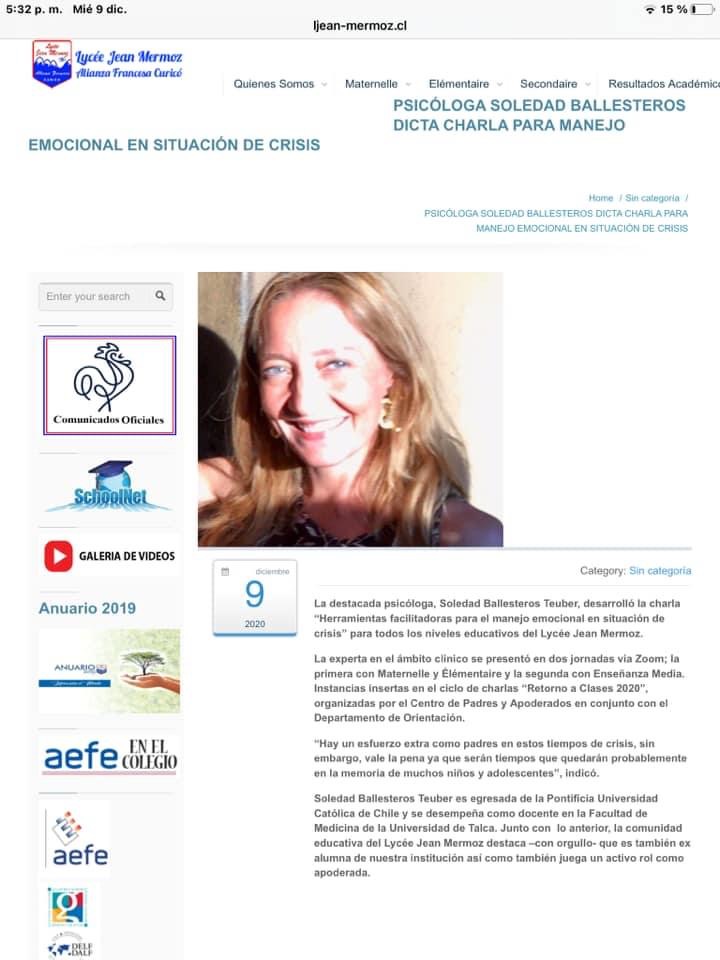 5:32 p. m. Mié 9 dic.
15 %
ljean-mermoz.cl
Lycée Jean Mermoz
Alianza Francesa Curicó
Quienes Somos
Maternelle
Elémentaire
Secondaire
Resultados Académico
PSICÓLOGA SOLEDAD BALLESTEROS
DICTA CHARLA PARA MANEJO
EMOCIONAL EN SITUACIÓN DE CRISIS
Home / Sin categoría /
PSICÓLOGA SOLEDAD BALLESTEROS DICTA CHARLA PARA
MANEJO EMOCIONAL EN SITUACIÓN DE CRISIS
Enter your search
Comunicados Oficiales
SchoolNet
GALERIA DE VIDEOS
Anuario 2019
ANUARIO
aefe EN EL
COLEGIO
aefe
g
DELF
DALF
diciembre
9
2020
Category: Sin categoría
La destacada psicóloga, Soledad Ballesteros Teuber, desarrolló la charla
“Herramientas facilitadoras para el manejo emocional en situación de
crisis” para todos los niveles educativos del Lycée Jean Mermoz.
La experta en el ámbito clínico se presentó en dos jornadas vía Zoom; la
primera con Maternelle y Élémentaire y la segunda con Enseñanza Media.
Instancias insertas en el ciclo de charlas “Retorno a Clases 2020”,
organizadas por el Centro de Padres y Apoderados en conjunto con el
Departamento de Orientación.
“Hay un esfuerzo extra como padres en estos tiempos de crisis, sin
embargo, vale la pena ya que serán tiempos que quedarán probablemente
en la memoria de muchos niños y adolescentes”, indicó.
Soledad Ballesteros Teuber es egresada de la Pontificia Universidad
Católica de Chile y se desempeña como docente en la Facultad de
Medicina de la Universidad de Talca. Junto con lo anterior, la comunidad
educativa del Lycée Jean Mermoz destaca –con orgullo- que es también ex
alumna de nuestra institución así como también juega un activo rol como
apoderada.